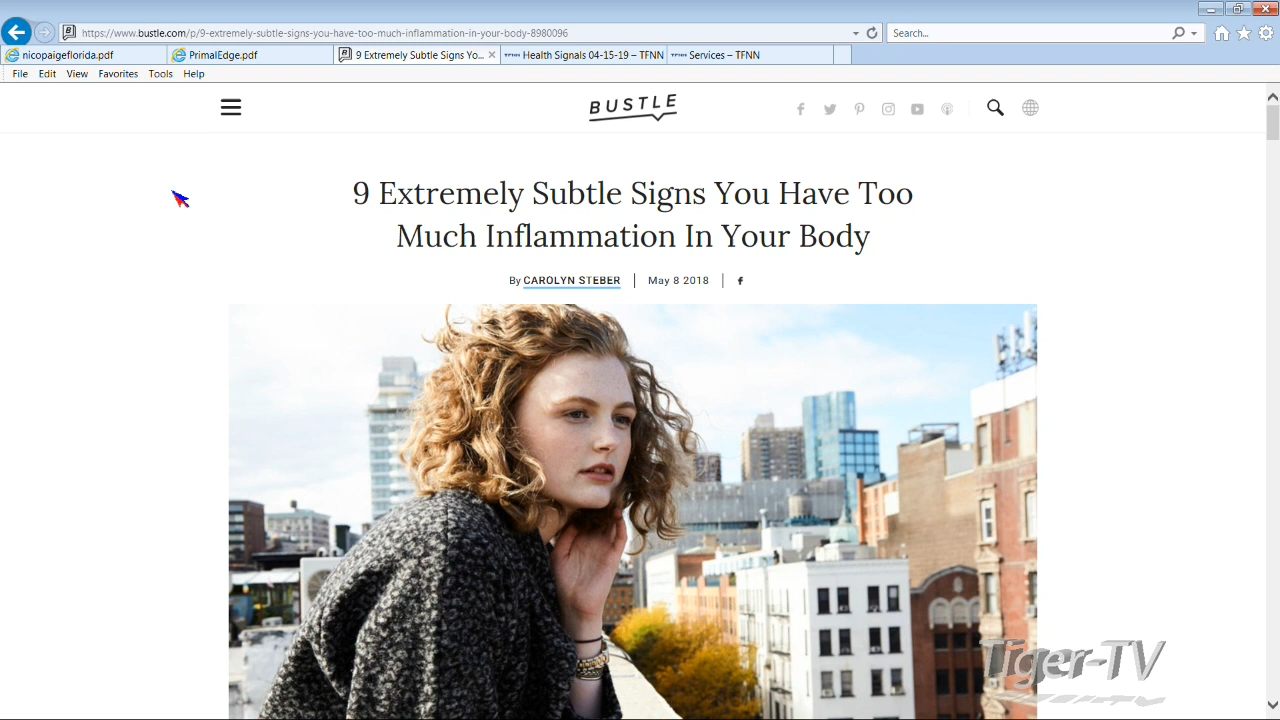 https://www.bustle.com/p/9-extremely-subtle-signs-you-have-too-much-inflammation-in-your-body-8980095
Search...
nicopaigeflorida.pdf
PrimalEdge.pdf
9 Extremely Subtle Signs Yo...
TFNN Health Signals 04-15-19 – TFNN
TFNN Services – TFNN
File Edit View Favorites Tools Help
BUSTLE
9 Extremely Subtle Signs You Have Too
Much Inflammation In Your Body
By CAROLYN STEBER | May 8 2018
Tiger-TV